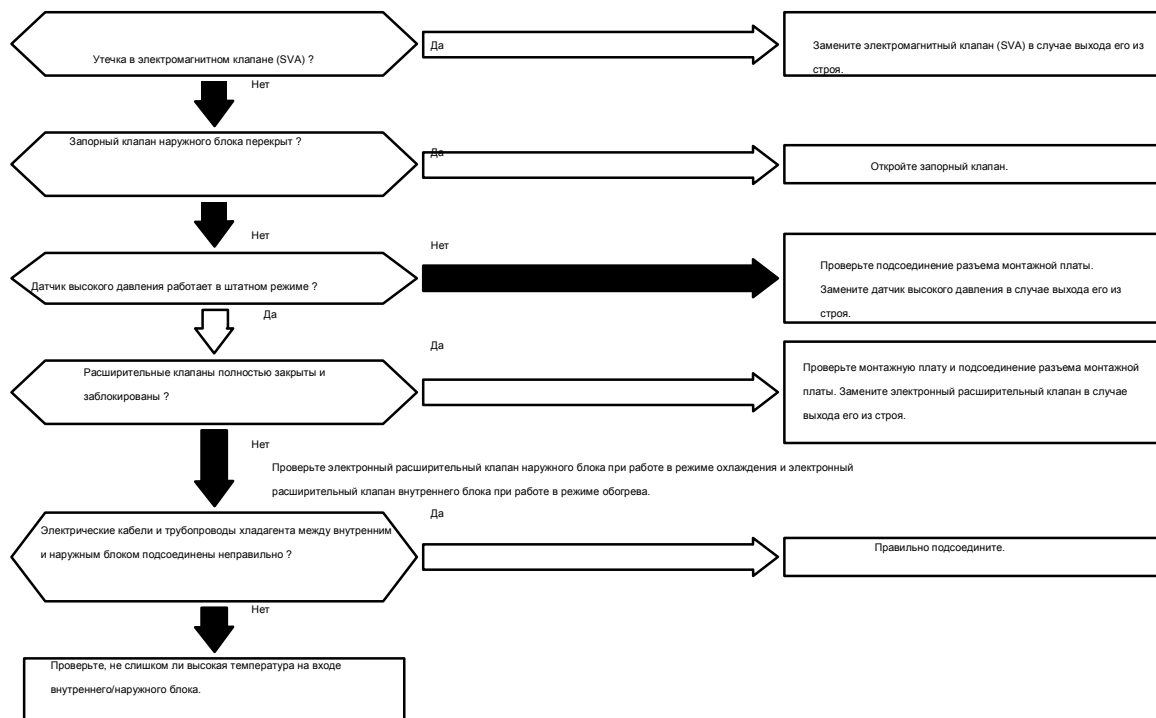 Утечка в электромагнитном клапане (SVA) ?
Да
Замените электромагнитный клапан (SVA) в случае выхода его из
строя.
Нет
Запорный клапан наружного блока перекрыт ?
Да
Откройте запорный клапан.
Нет
Датчик высокого давления работает в штатном режиме ?
Нет
Проверьте подсоединение разъема монтажной платы.
Замените датчик высокого давления в случае выхода его из
строя.
Да
Расширительные клапаны полностью закрыты и
заблокированы ?
Да
Проверьте монтажную плату и подсоединение разъема монтажной
платы. Замените электронный расширительный клапан в случае
выхода его из строя.
Нет
Проверьте электронный расширительный клапан наружного блока при работе в режиме охлаждения и электронный
расширительный клапан внутреннего блока при работе в режиме обогрева.
Электрические кабели и трубопроводы хладагента между внутренним
и наружным блоком подсоединены неправильно ?
Да
Правильно подсоедините.
Нет
Проверьте, не слишком ли высокая температура на входе
внутреннего/наружного блока.